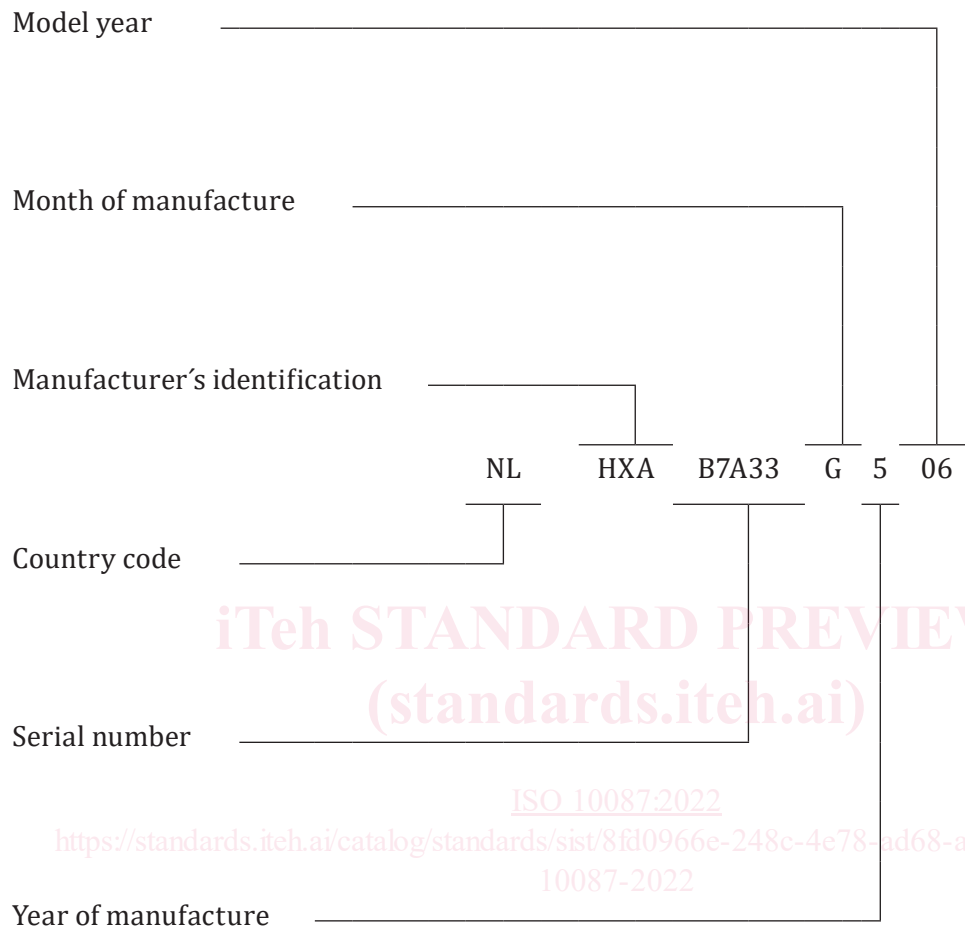 Model year
Month of manufacture
Manufacturer´s identification
NL HXA B7A33 G 5 06
Country code
iTeh STANDARD PREVIEW
(standards.iteh.ai)
Serial number
ISO 10087:2022
https://standards.iteh.ai/catalog/standards/sist/8fd0966e-248c-4e78-ad68-a
10087-2022
Year of manufacture